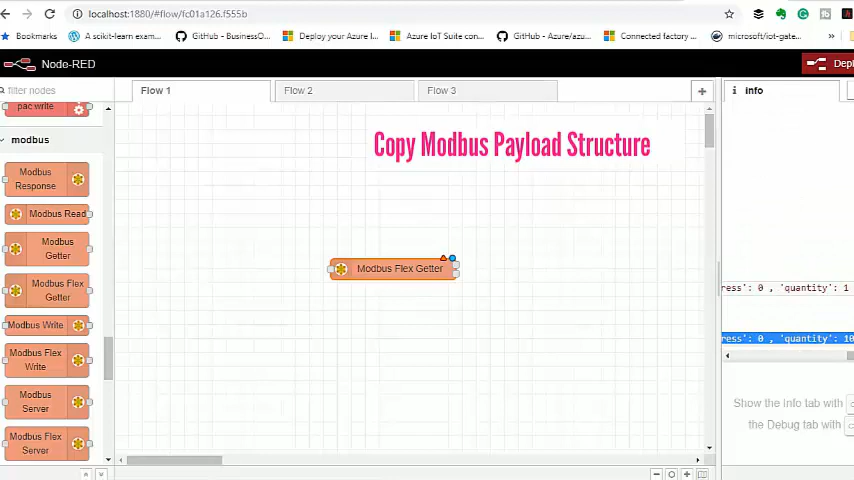 localhost:1880/#flow/fc01a126.f555b
Bookmarks
A scikit-learn exam...
GitHub - BusinessO...
Deploy your Azure I...
Azure IoT Suite con...
GitHub - Azure/azu...
Connected factory ...
microsoft/iot-gate...
Node-RED
Depl
filter nodes
Flow 1
Flow 2
Flow 3
info
pac write
modbus
Copy Modbus Payload Structure
Modbus
Response
Modbus Read
Modbus
Getter
Modbus Flex Getter
Modbus Flex
Getter
ress': 0 , 'quantity': 1
Modbus Write
ress': 0 , 'quantity': 10
Modbus Flex
Write
Modbus
Server
Show the Info tab with
the Debug tab with
Modbus Flex
Server